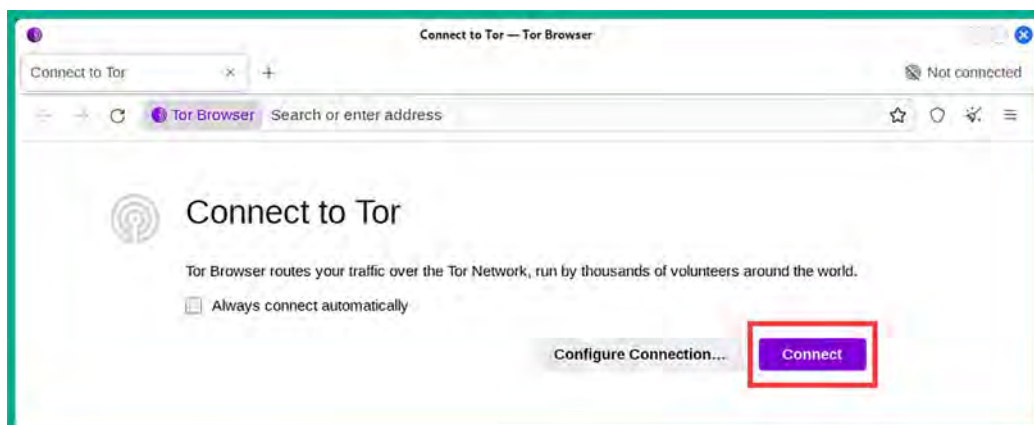 Connect to Tor — Tor Browser
Connect to Tor
Not connected
Tor Browser Search or enter address
Connect to Tor
Tor Browser routes your traffic over the Tor Network, run by thousands of volunteers around the world.
Always connect automatically
Configure Connection... Connect